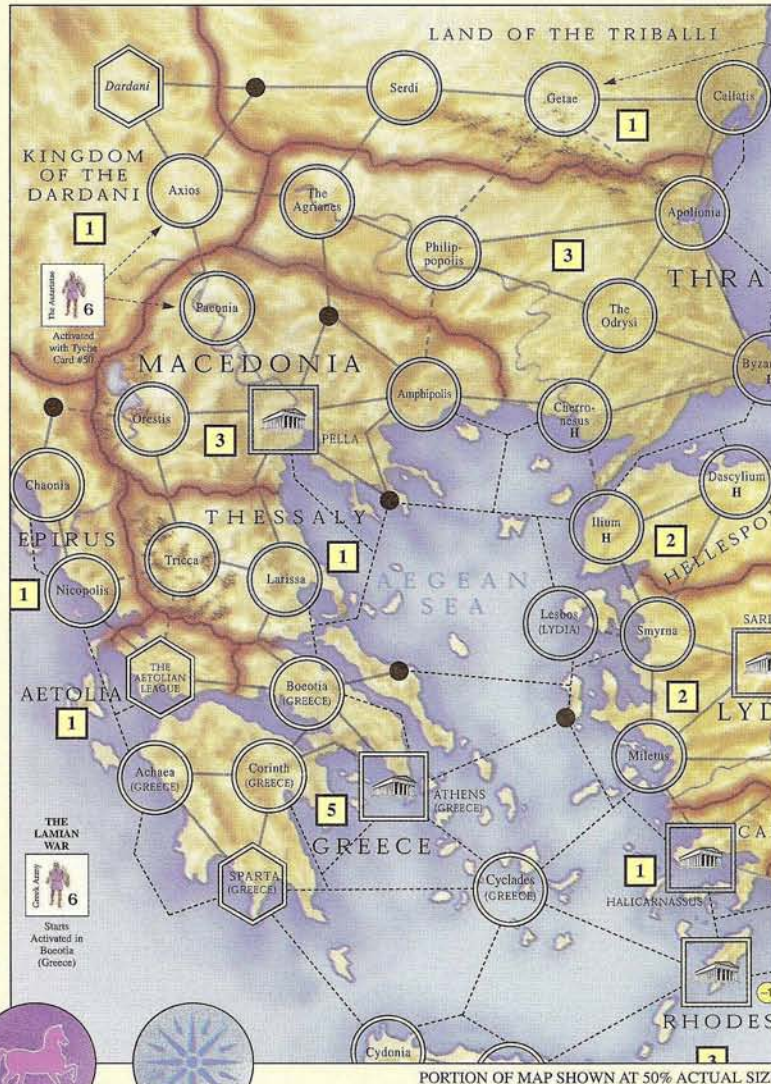 LAND OF THE TRIBALLI
Dardani
Serdi
Getae
Callatis
1
KINGDOM
OF THE
DARDANI
Axios
The
Agrianes
Apolionia
1
Philip-
popolis
3
THRA
The Autariatae
6
Activated
with Tyche
Card #50
Paeonia
The
Odrysi
MACEDONIA
Byza
Orestis
Amphipolis
Cherro-
nesus
H
3
PELLA
Chaonia
Dascylium
H
THESSALY
Ilium
H
2
HELLESPO
EPIRUS
Tricca
Larissa
1
AEGEAN
SEA
1
Nicopolis
Lesbos
(LYDIA)
Smyrna
SARD
THE
AETOLIAN
LEAGUE
Boeotia
(GREECE)
AETOLIA
1
2
LYD
Miletus
Achaea
(GREECE)
Corinth
(GREECE)
ATHENS
(GREECE)
5
GREECE
CA
THE
LAMIAN
WAR
Greek Army
6
Starts
Activated in
Boeotia
(Greece)
SPARTA
(GREECE)
Cyclades
(GREECE)
1
HALICARNASSUS
RHODES
3
Cydonia
PORTION OF MAP SHOWN AT 50% ACTUAL SIZ